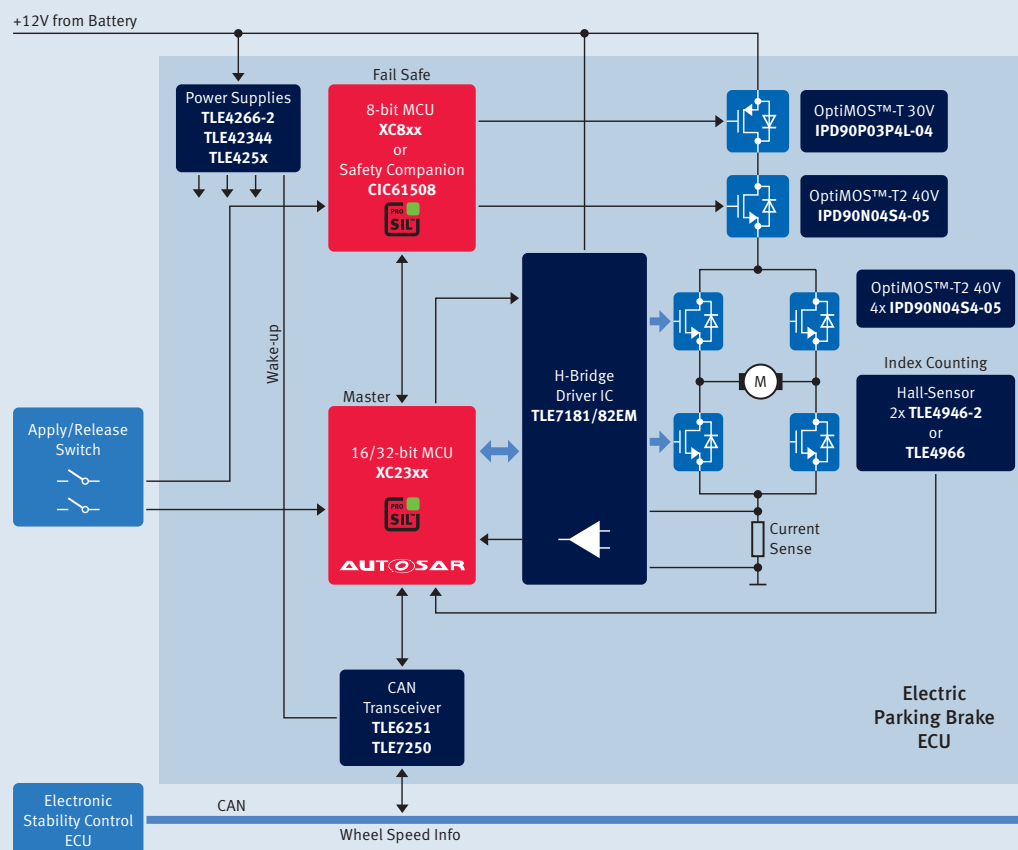 +12V from Battery
Power Supplies
TLE4266-2
TLE42344
TLE425x
Fail Safe
8-bit MCU
XC8xx
or
Safety Companion
CIC61508
PRO
SIL™
OptiMOS™-T 30V
IPD90P03P4L-04
OptiMOS™-T2 40V
IPD90N04S4-05
OptiMOS™-T2 40V
4x IPD90N04S4-05
Wake-up
H-Bridge
Driver IC
TLE7181/82EM
M
Index Counting
Hall-Sensor
2x TLE4946-2
or
TLE4966
Apply/Release
Switch
Master
16/32-bit MCU
XC23xx
PRO
SIL™
AUTOSAR
Current
Sense
CAN
Transceiver
TLE6251
TLE7250
Electric
Parking Brake
ECU
Electronic
Stability Control
ECU
CAN
Wheel Speed Info